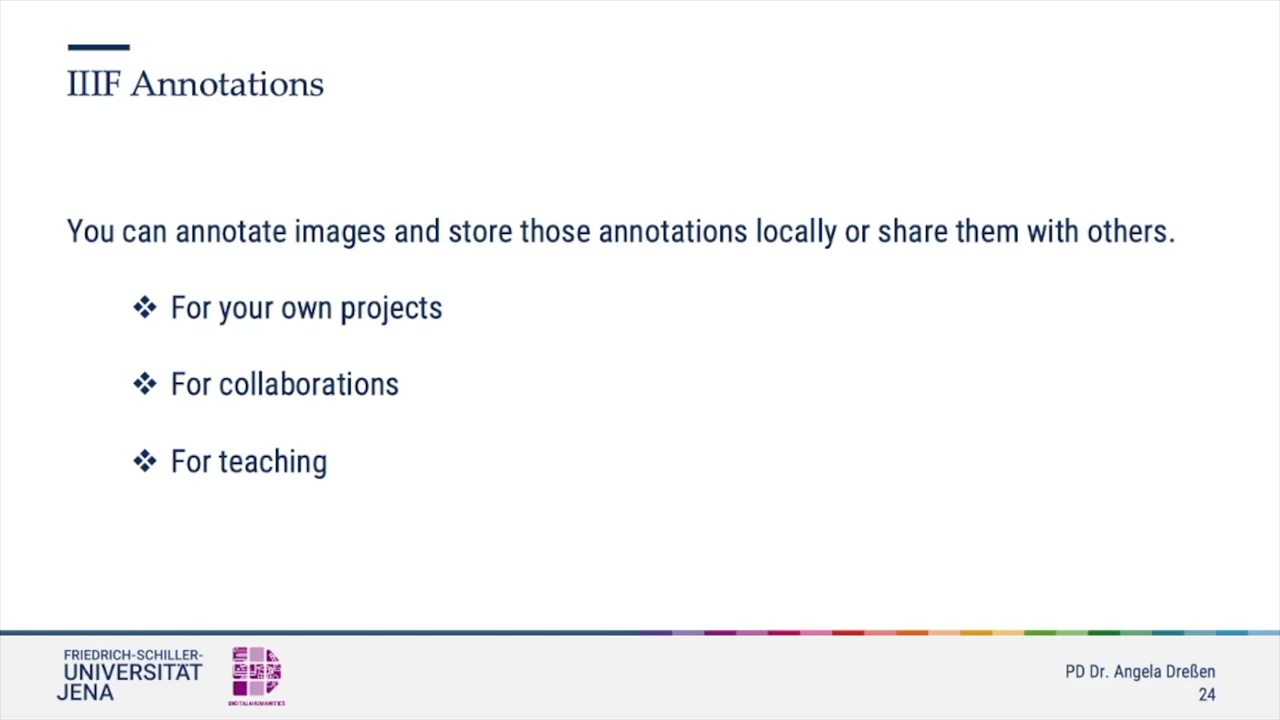 IIIF Annotations
You can annotate images and store those annotations locally or share them with others.
❖ For your own projects
❖ For collaborations
❖ For teaching
FRIEDRICH-SCHILLER-
UNIVERSITÄT
JENA
DIGITAL4HUMANITIES
PD Dr. Angela Dreßen
24